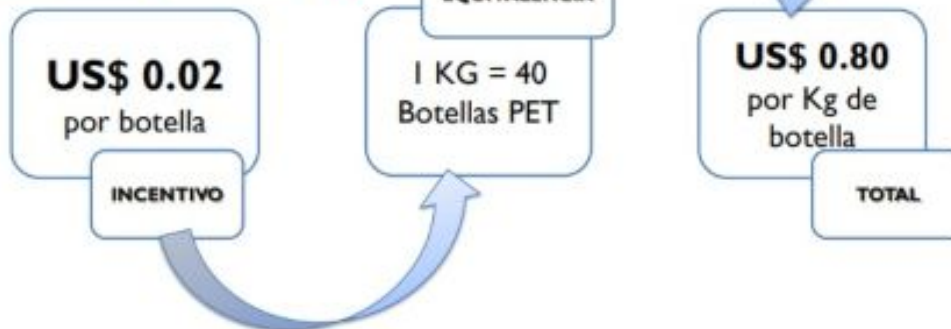 US$ 0.02
por botella
INCENTIVO
1 KG = 40
Botellas PET
US$ 0.80
por Kg de
botella
TOTAL